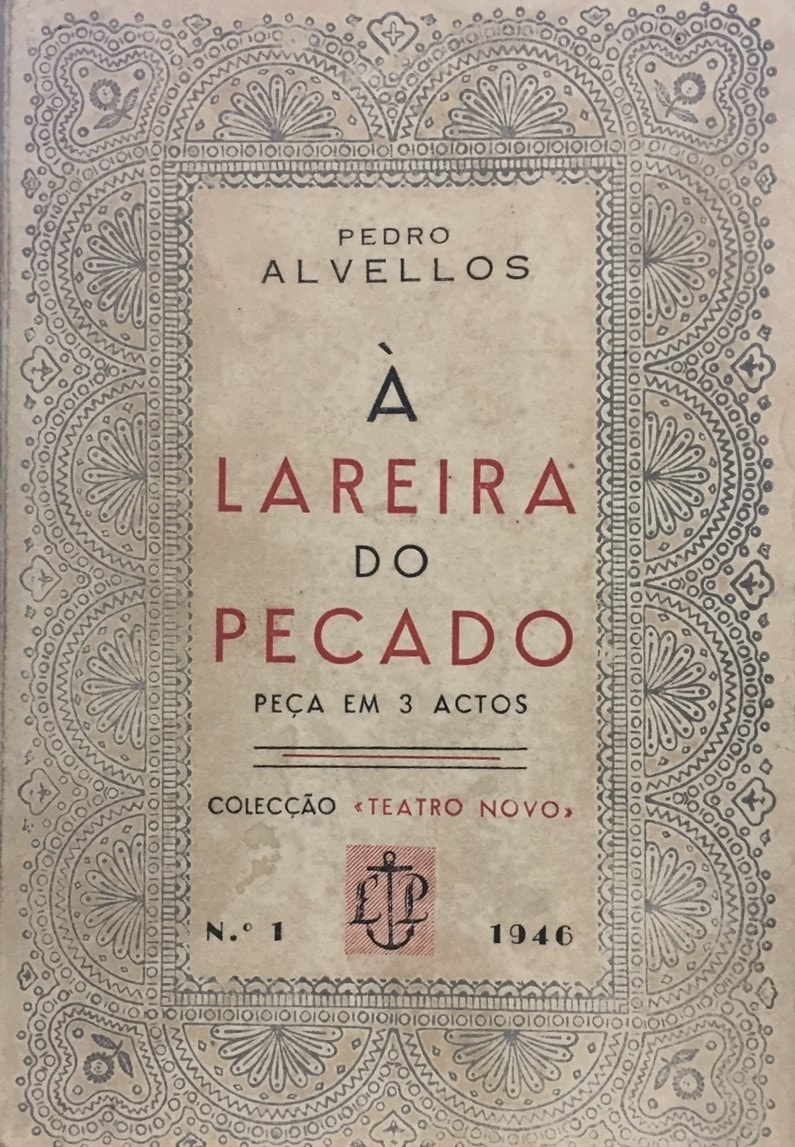 PEDRO
ALVELLOS
À
LAREIRA
DO
PECADO
PEÇA EM 3 ACTOS
COLECÇÃO «TEATRO NOVO»
LP
N.º 1 1946